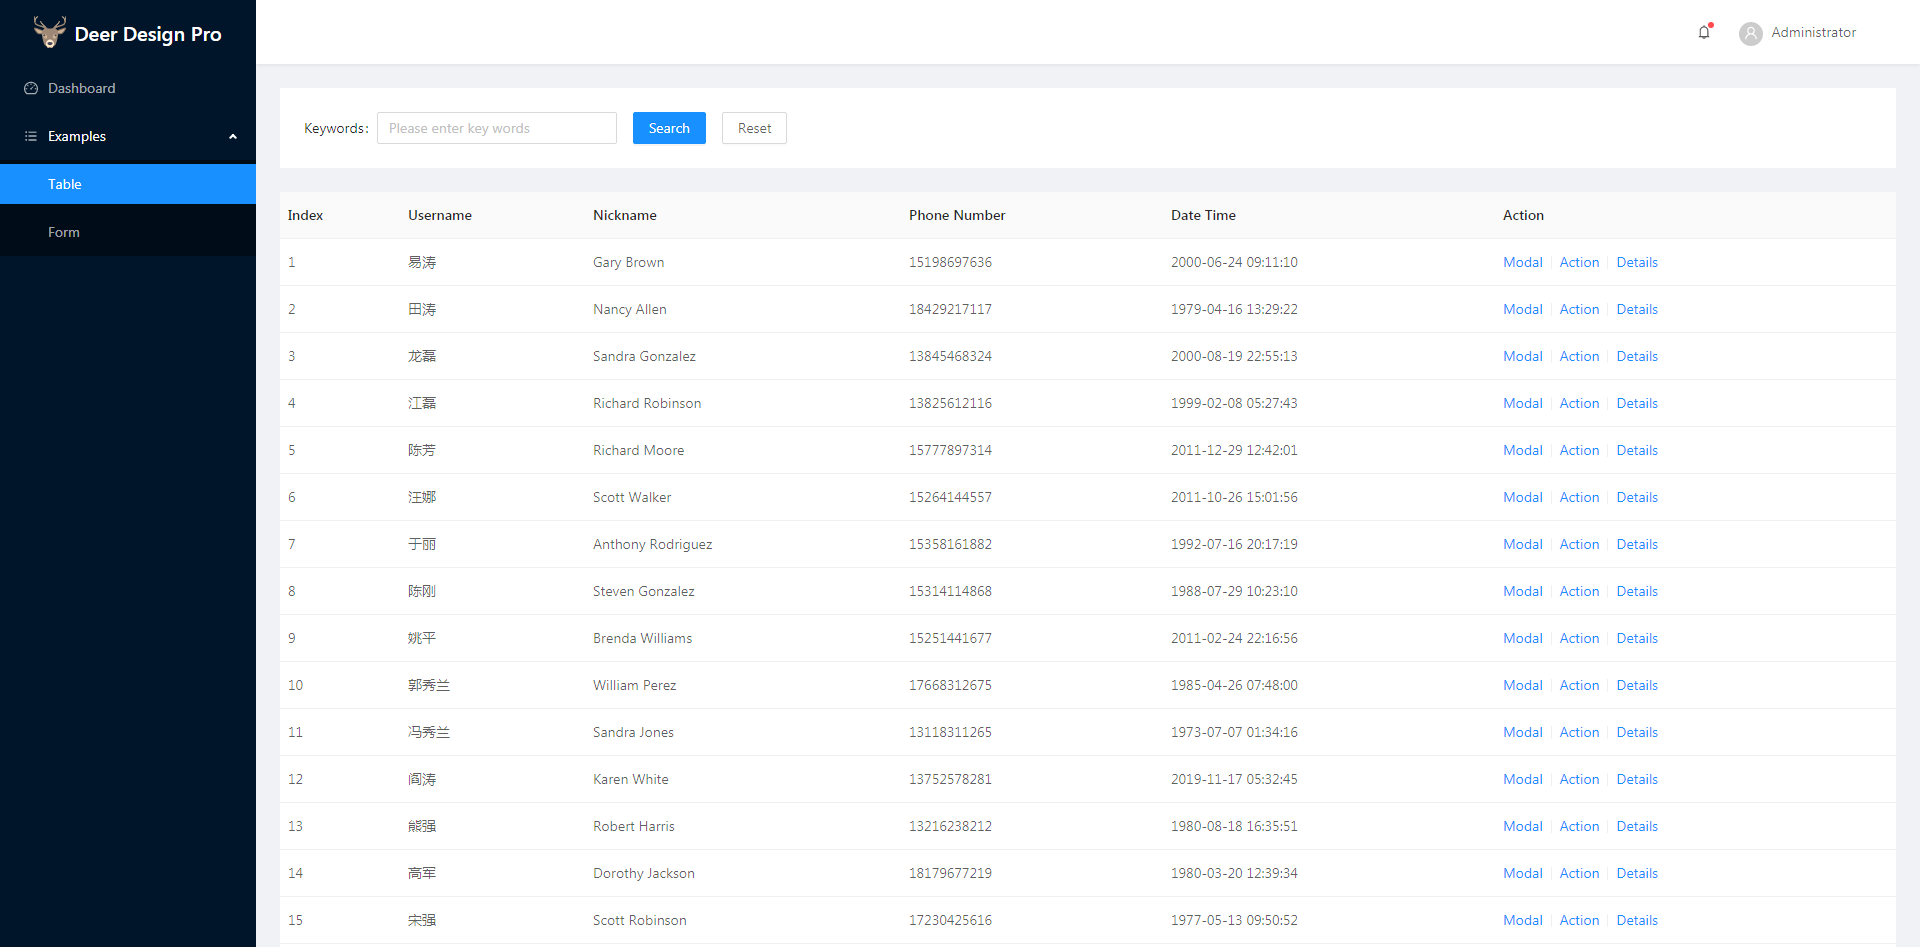 Deer Design Pro
Administrator
Dashboard
Examples
Table
Form
Keywords: Please enter key words Search Reset
Index Username Nickname Phone Number Date Time Action
1 易涛 Gary Brown 15198697636 2000-06-24 09:11:10 Modal Action Details
2 田涛 Nancy Allen 18429217117 1979-04-16 13:29:22 Modal Action Details
3 龙磊 Sandra Gonzalez 13845468324 2000-08-19 22:55:13 Modal Action Details
4 江磊 Richard Robinson 13825612116 1999-02-08 05:27:43 Modal Action Details
5 陈芳 Richard Moore 15777897314 2011-12-29 12:42:01 Modal Action Details
6 汪娜 Scott Walker 15264144557 2011-10-26 15:01:56 Modal Action Details
7 于丽 Anthony Rodriguez 15358161882 1992-07-16 20:17:19 Modal Action Details
8 陈刚 Steven Gonzalez 15314114868 1988-07-29 10:23:10 Modal Action Details
9 姚平 Brenda Williams 15251441677 2011-02-24 22:16:56 Modal Action Details
10 郭秀兰 William Perez 17668312675 1985-04-26 07:48:00 Modal Action Details
11 冯秀兰 Sandra Jones 13118311265 1973-07-07 01:34:16 Modal Action Details
12 阎涛 Karen White 13752578281 2019-11-17 05:32:45 Modal Action Details
13 熊强 Robert Harris 13216238212 1980-08-18 16:35:51 Modal Action Details
14 高军 Dorothy Jackson 18179677219 1980-03-20 12:39:34 Modal Action Details
15 宋强 Scott Robinson 17230425616 1977-05-13 09:50:52 Modal Action Details